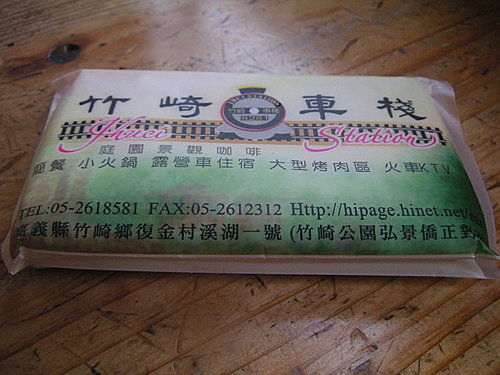 竹崎車棧
Jhuci Station
庭園景觀咖啡
簡餐 小火鍋 露營車住宿 大型烤肉區 火車KTV
TEL:05-2618581 FAX:05-2612312 Http://hipage.hinet.net/
嘉義縣竹崎鄉復金村溪湖一號 (竹崎公園弘景僑正對